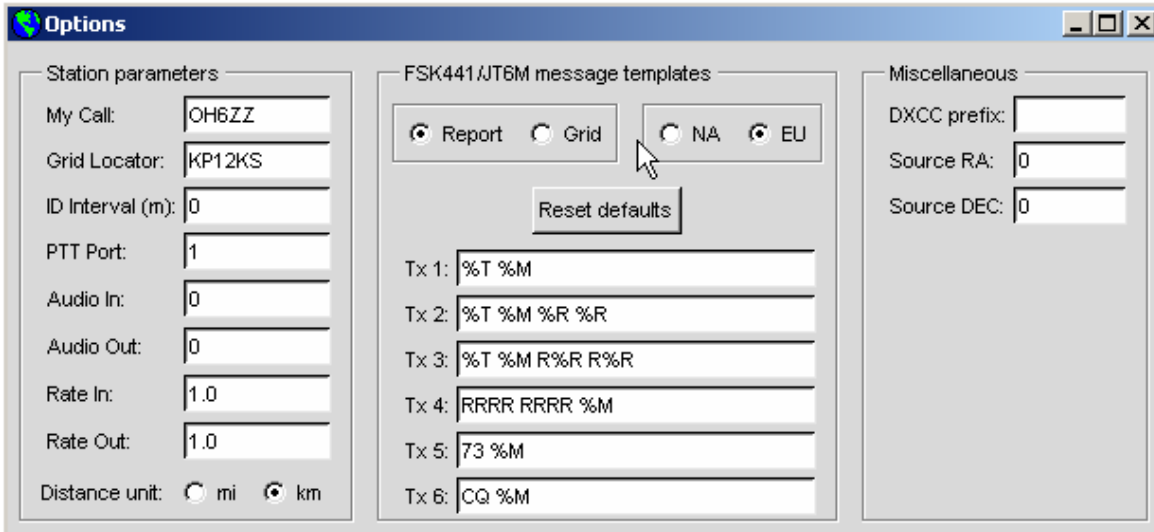 Options
Station parameters
My Call: OH6ZZ
Grid Locator: KP12KS
ID Interval (m): 0
PTT Port: 1
Audio In: 0
Audio Out: 0
Rate In: 1.0
Rate Out: 1.0
Distance unit: mi km
FSK441/JT6M message templates
Report Grid NA EU
Reset defaults
Tx 1: %T %M
Tx 2: %T %M %R %R
Tx 3: %T %M R%R R%R
Tx 4: RRRR RRRR %M
Tx 5: 73 %M
Tx 6: CQ %M
Miscellaneous
DXCC prefix:
Source RA: 0
Source DEC: 0